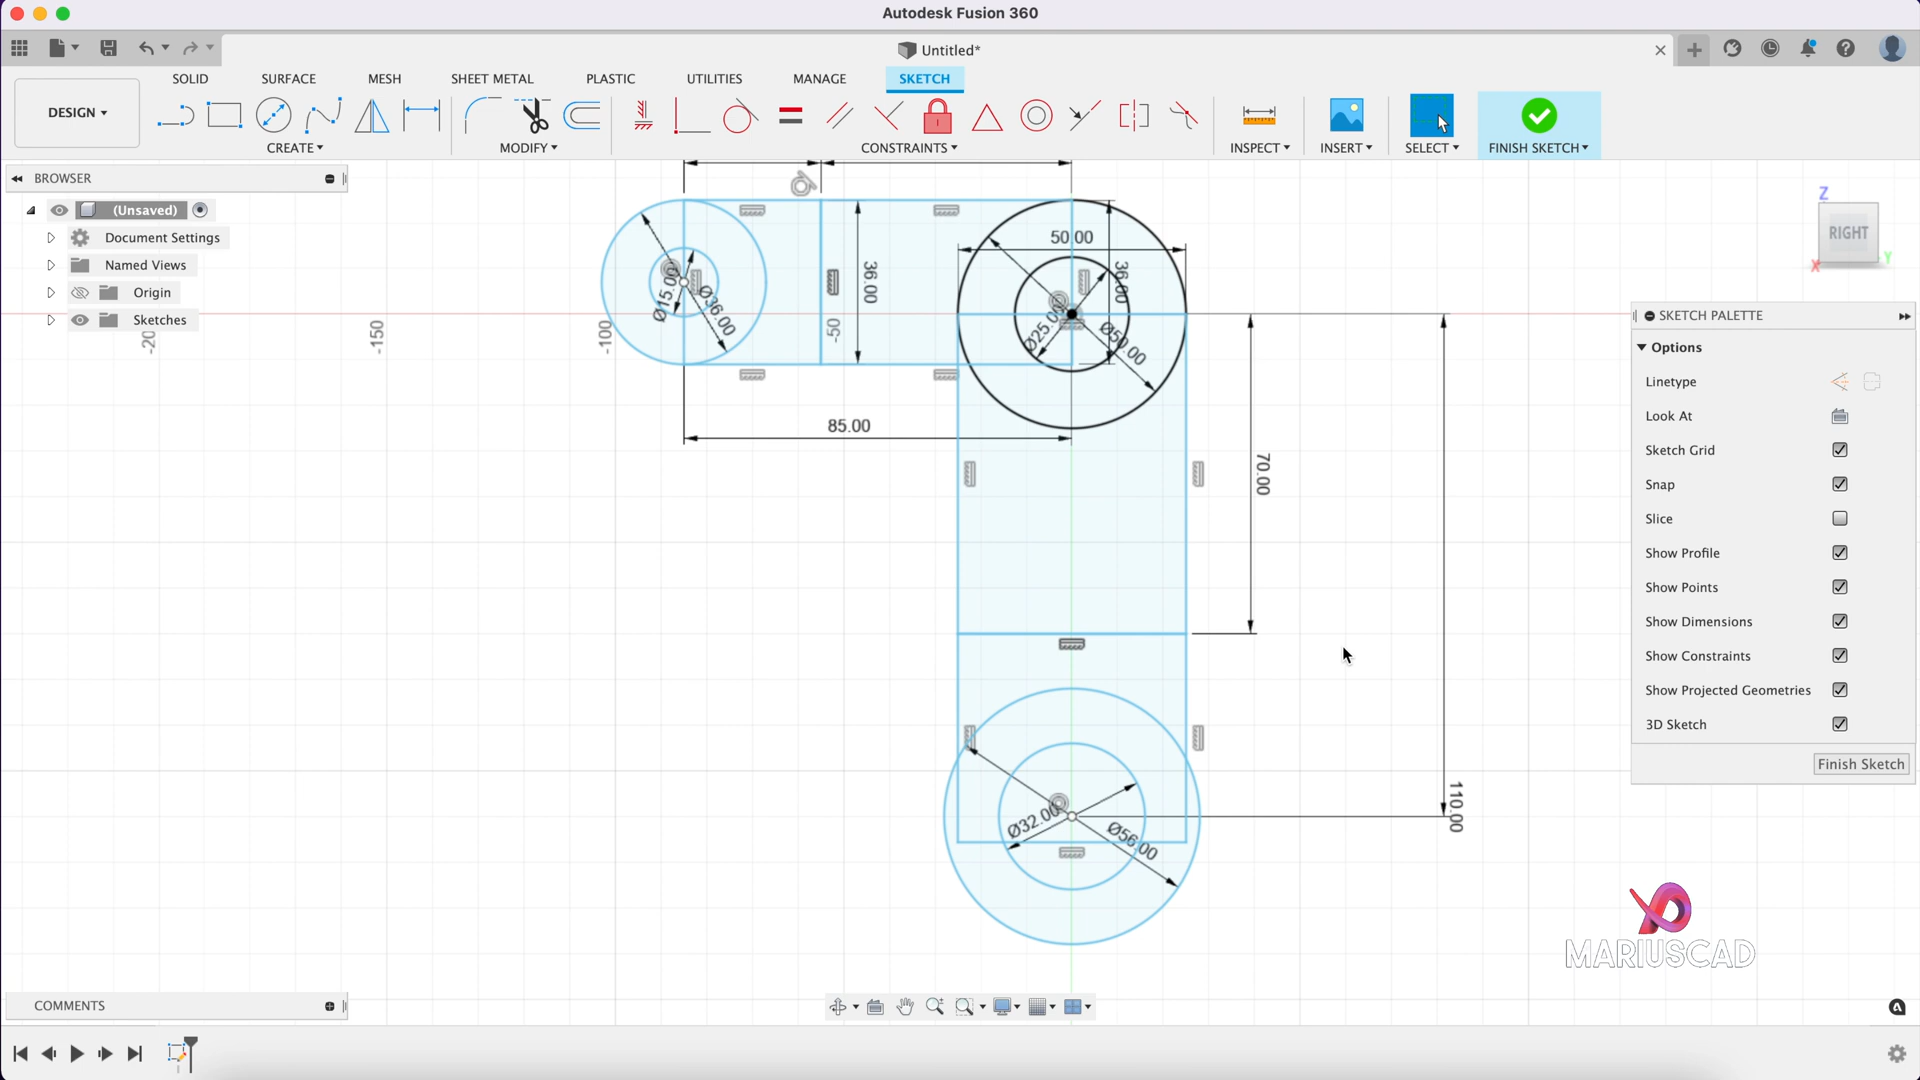 Autodesk Fusion 360
Untitled*
SOLID SURFACE MESH SHEET METAL PLASTIC UTILITIES MANAGE SKETCH
DESIGN
CREATE MODIFY CONSTRAINTS INSPECT INSERT SELECT FINISH SKETCH
BROWSER
(Unsaved)
Document Settings
Named Views
Origin
Sketches
Z
RIGHT
X
Y
50.00
36.00
36.00
Ø15.00
Ø36.00
Ø25.00
Ø50.00
-50
-100
-150
-20
85.00
70.00
110.00
Ø32.00
Ø56.00
SKETCH PALETTE
Options
Linetype
Look At
Sketch Grid
Snap
Slice
Show Profile
Show Points
Show Dimensions
Show Constraints
Show Projected Geometries
3D Sketch
Finish Sketch
MARIUSCAD
COMMENTS